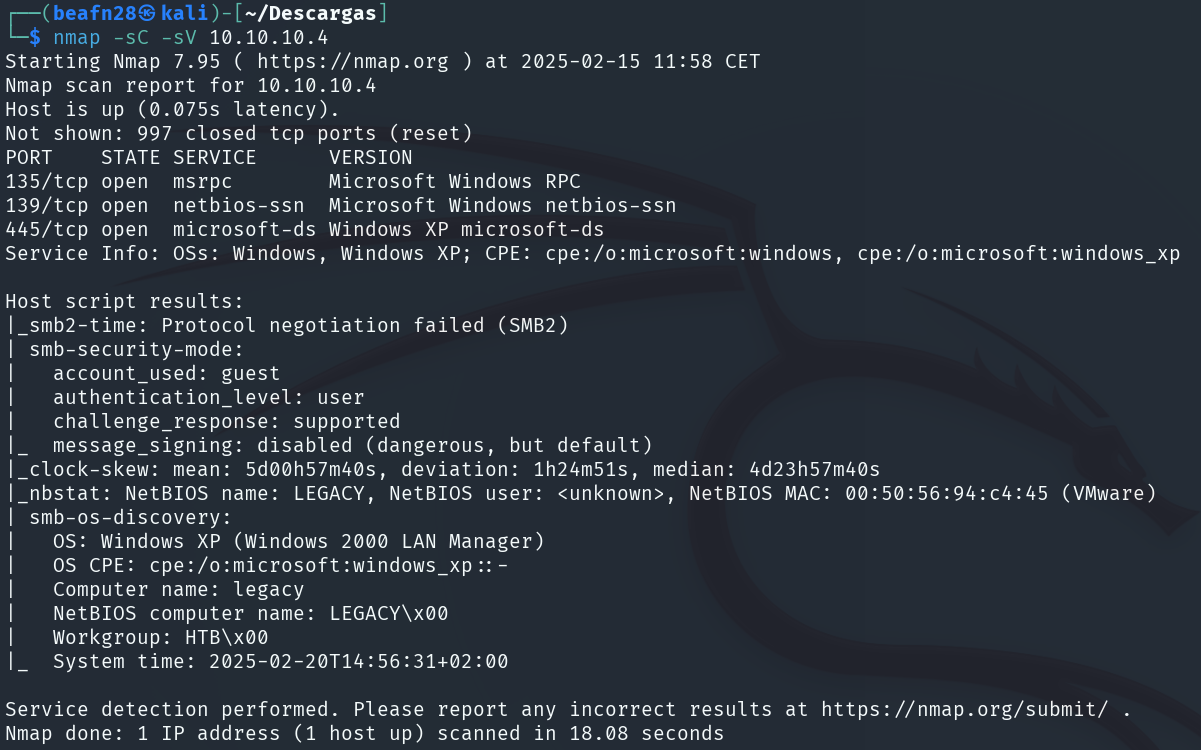 ┌──(beafn28㉿kali)-[~/Descargas]
└─$ nmap -sC -sV 10.10.10.4
Starting Nmap 7.95 ( https://nmap.org ) at 2025-02-15 11:58 CET
Nmap scan report for 10.10.10.4
Host is up (0.075s latency).
Not shown: 997 closed tcp ports (reset)
PORT    STATE SERVICE      VERSION
135/tcp open  msrpc        Microsoft Windows RPC
139/tcp open  netbios-ssn  Microsoft Windows netbios-ssn
445/tcp open  microsoft-ds Windows XP microsoft-ds
Service Info: OSs: Windows, Windows XP; CPE: cpe:/o:microsoft:windows, cpe:/o:microsoft:windows_xp

Host script results:
|_smb2-time: Protocol negotiation failed (SMB2)
| smb-security-mode:
|   account_used: guest
|   authentication_level: user
|   challenge_response: supported
|_  message_signing: disabled (dangerous, but default)
|_clock-skew: mean: 5d00h57m40s, deviation: 1h24m51s, median: 4d23h57m40s
|_nbstat: NetBIOS name: LEGACY, NetBIOS user: <unknown>, NetBIOS MAC: 00:50:56:94:c4:45 (VMware)
| smb-os-discovery:
|   OS: Windows XP (Windows 2000 LAN Manager)
|   OS CPE: cpe:/o:microsoft:windows_xp::-
|   Computer name: legacy
|   NetBIOS computer name: LEGACY\x00
|   Workgroup: HTB\x00
|_  System time: 2025-02-20T14:56:31+02:00

Service detection performed. Please report any incorrect results at https://nmap.org/submit/ .
Nmap done: 1 IP address (1 host up) scanned in 18.08 seconds